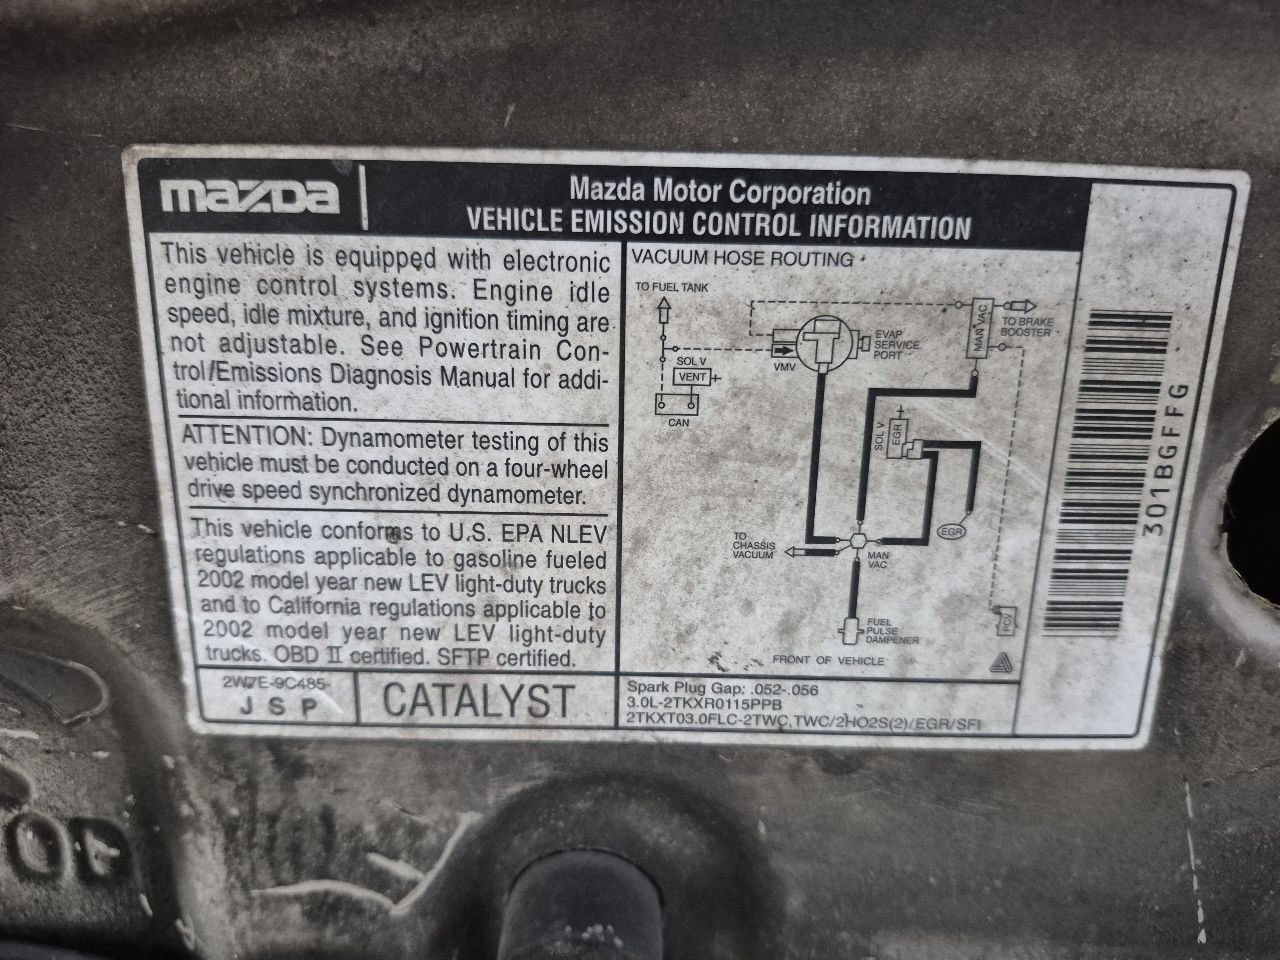 mazda
Mazda Motor Corporation
VEHICLE EMISSION CONTROL INFORMATION
This vehicle is equipped with electronic
engine control systems. Engine idle
speed, idle mixture, and ignition timing are
not adjustable. See Powertrain Con-
trol/Emissions Diagnosis Manual for addi-
tional information.
ATTENTION: Dynamometer testing of this
vehicle must be conducted on a four-wheel
drive speed synchronized dynamometer.
This vehicle conforms to U.S. EPA NLEV
regulations applicable to gasoline fueled
2002 model year new LEV light-duty trucks
and to California regulations applicable to
2002 model year new LEV light-duty
trucks. OBD II certified. SFTP certified.
2W7E-9C485-
J S P
CATALYST
VACUUM HOSE ROUTING
TO FUEL TANK
SOL V
VENT
CAN
VMV
EVAP
SERVICE
PORT
MAN VAC
TO BRAKE
BOOSTER
SOL V
EGR
EGR
TO
CHASSIS
VACUUM
MAN
VAC
FUEL
PULSE
DAMPENER
PCV
FRONT OF VEHICLE
Spark Plug Gap: .052-.056
3.0L-2TKXR0115PPB
2TKXT03.0FLC-2TWC,TWC/2HO2S(2)/EGR/SFI
301BGFFG